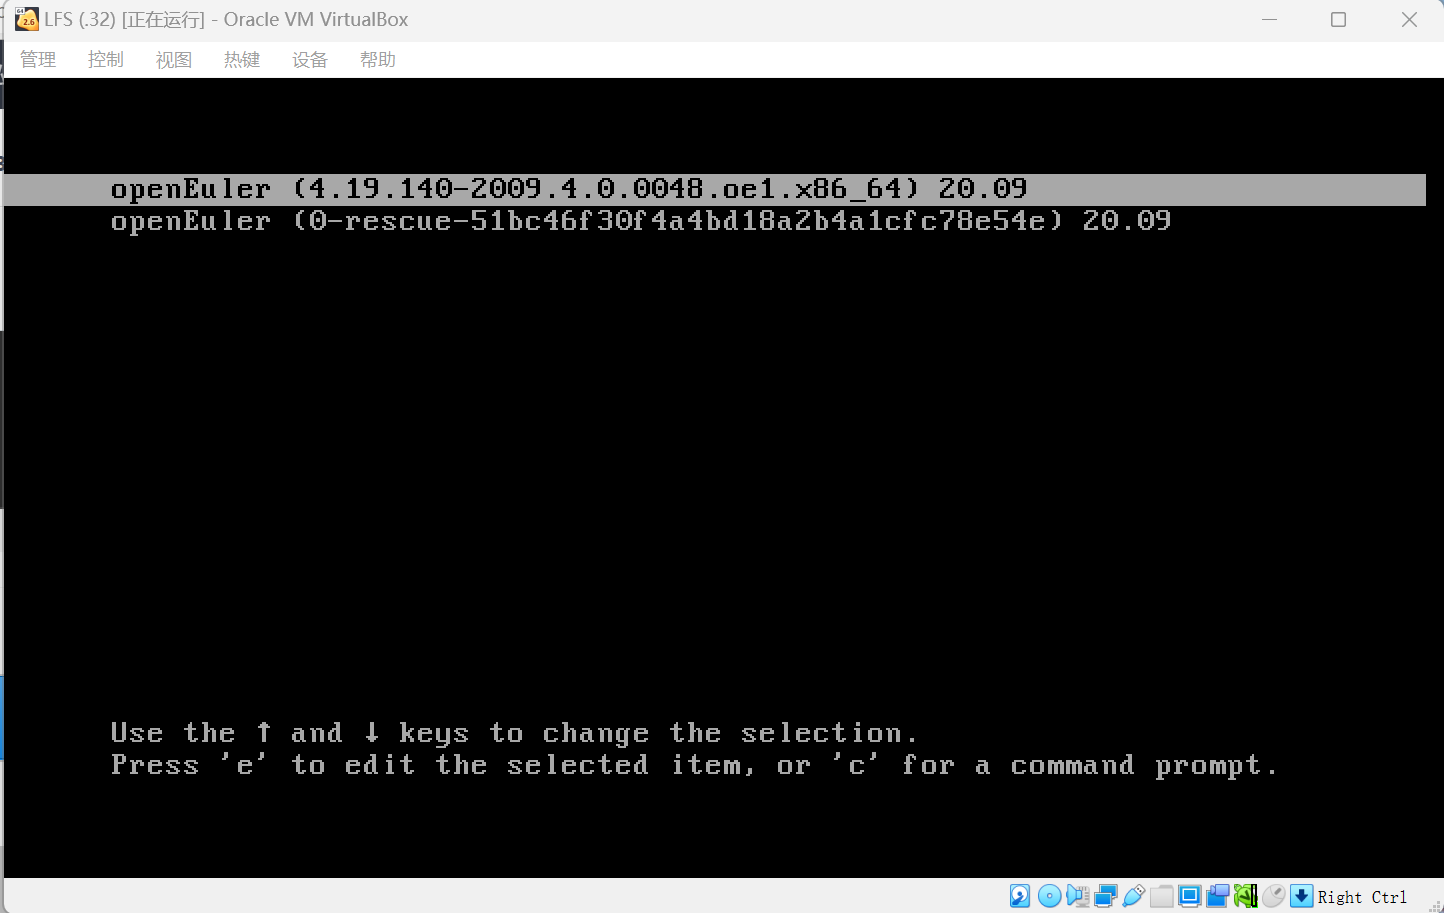 LFS (.32) [正在运行] - Oracle VM VirtualBox
管理 控制 视图 热键 设备 帮助
openEuler (4.19.140-2009.4.0.0048.oe1.x86_64) 20.09
openEuler (0-rescue-51bc46f30f4a4bd18a2b4a1cfc78e54e) 20.09
Use the ↑ and ↓ keys to change the selection.
Press 'e' to edit the selected item, or 'c' for a command prompt.
Right Ctrl